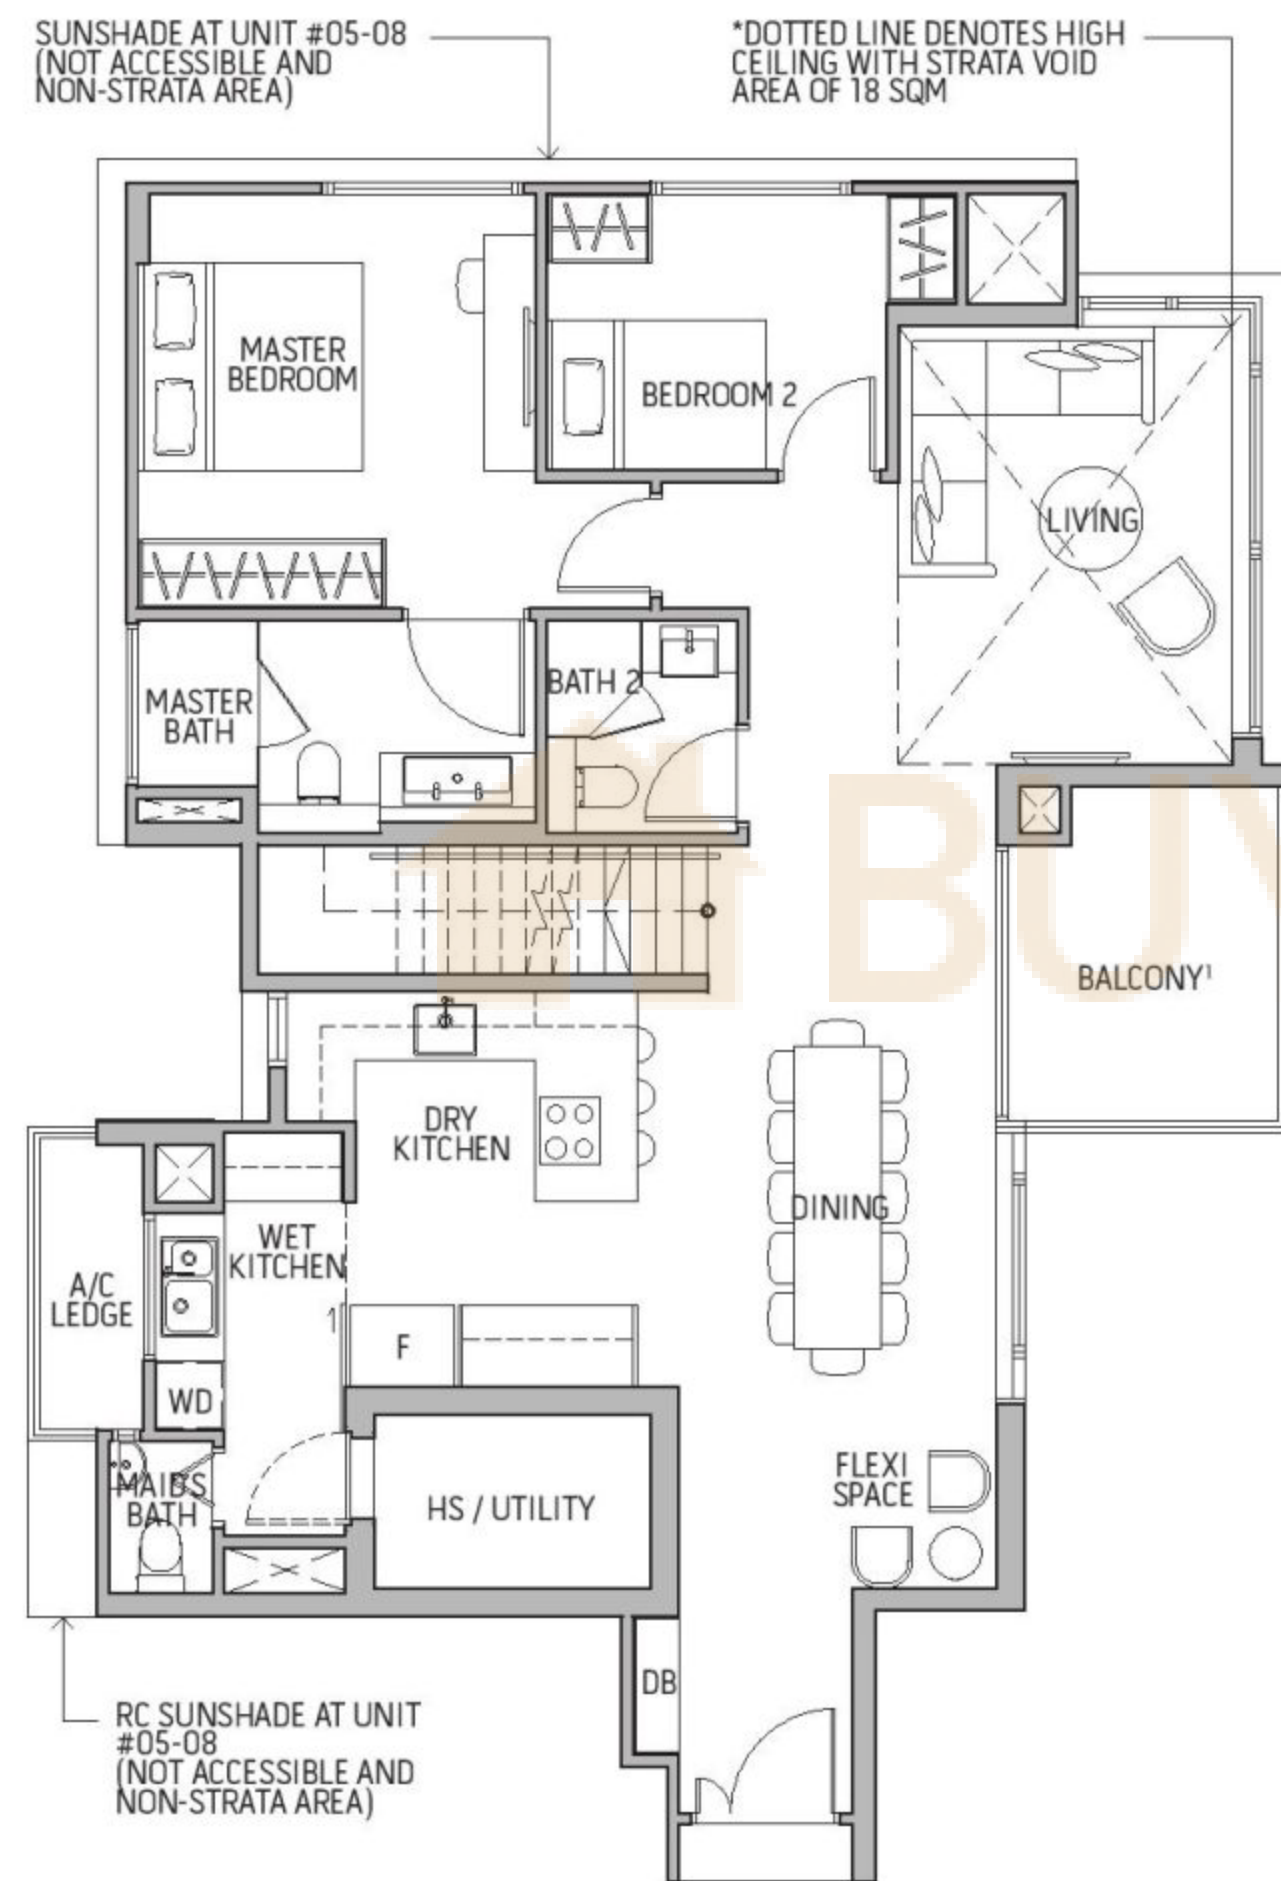 SUNSHADE AT UNIT #05-08
(NOT ACCESSIBLE AND
NON-STRATA AREA)
*DOTTED LINE DENOTES HIGH
CEILING WITH STRATA VOID
AREA OF 18 SQM
MASTER
BEDROOM
BEDROOM 2
LIVING
MASTER
BATH
BATH 2
BUY
BALCONY¹
DRY
KITCHEN
DINING
WET
KITCHEN
A/C
LEDGE
F
WD
MAID'S
BATH
HS / UTILITY
FLEXI
SPACE
DB
RC SUNSHADE AT UNIT
#05-08
(NOT ACCESSIBLE AND
NON-STRATA AREA)